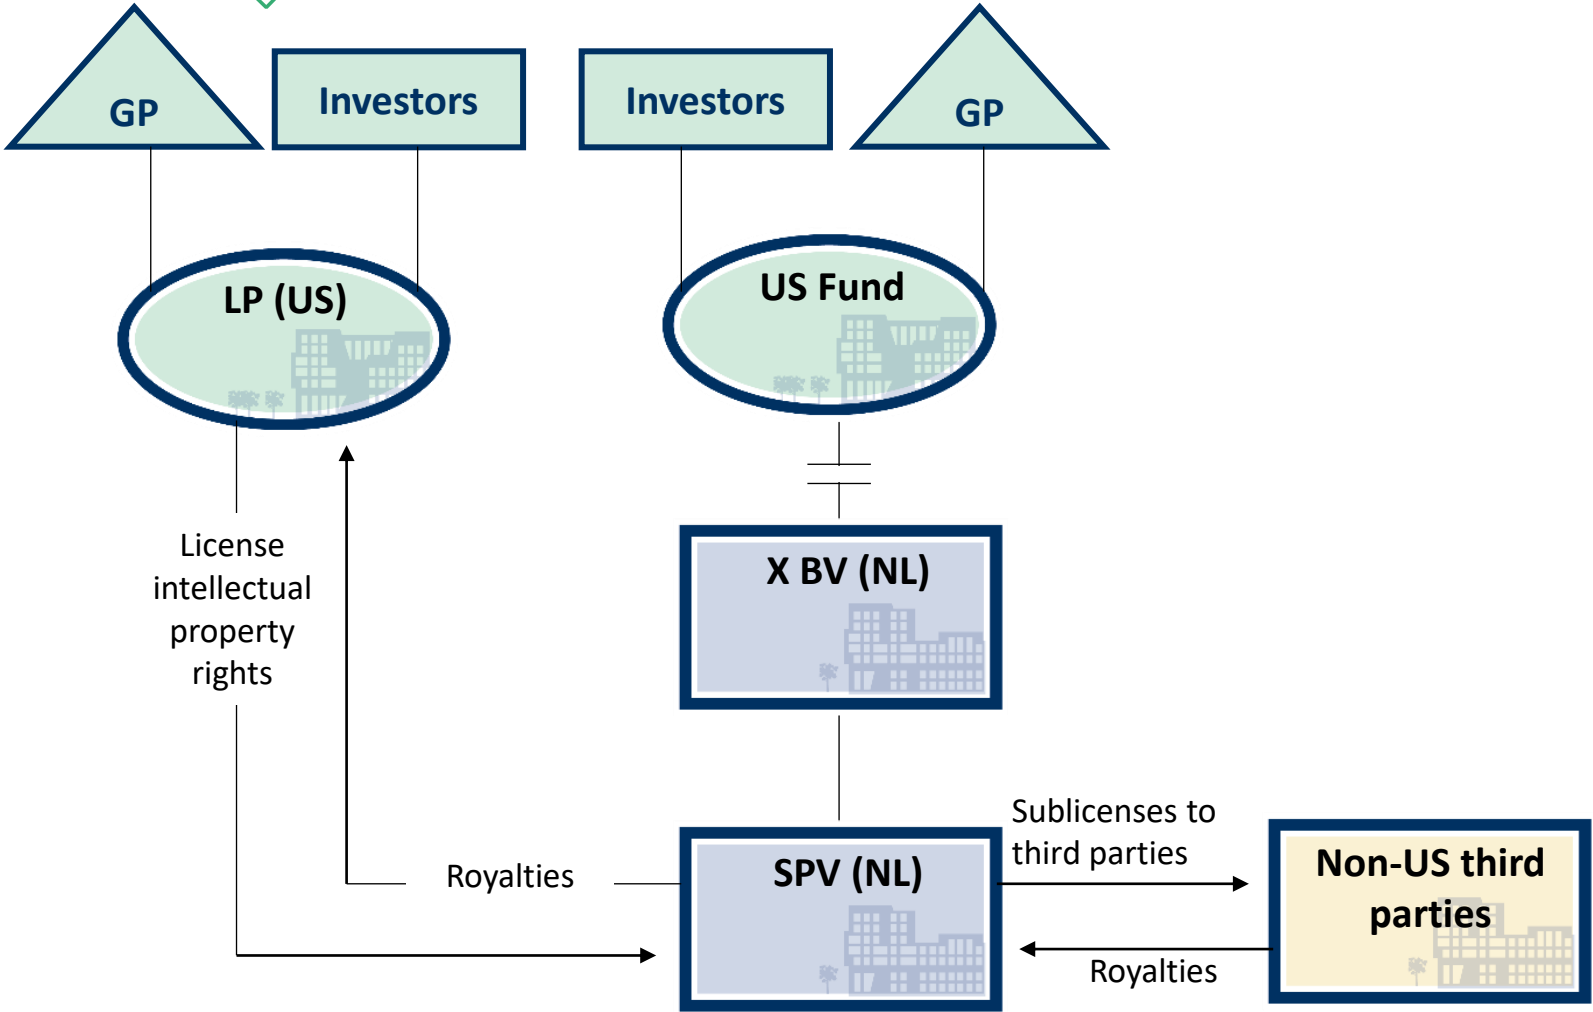 GP
Investors
Investors
GP
LP (US)
US Fund
License
intellectual
property
rights
X BV (NL)
Royalties
SPV (NL)
Sublicenses to
third parties
Non-US third
parties
Royalties